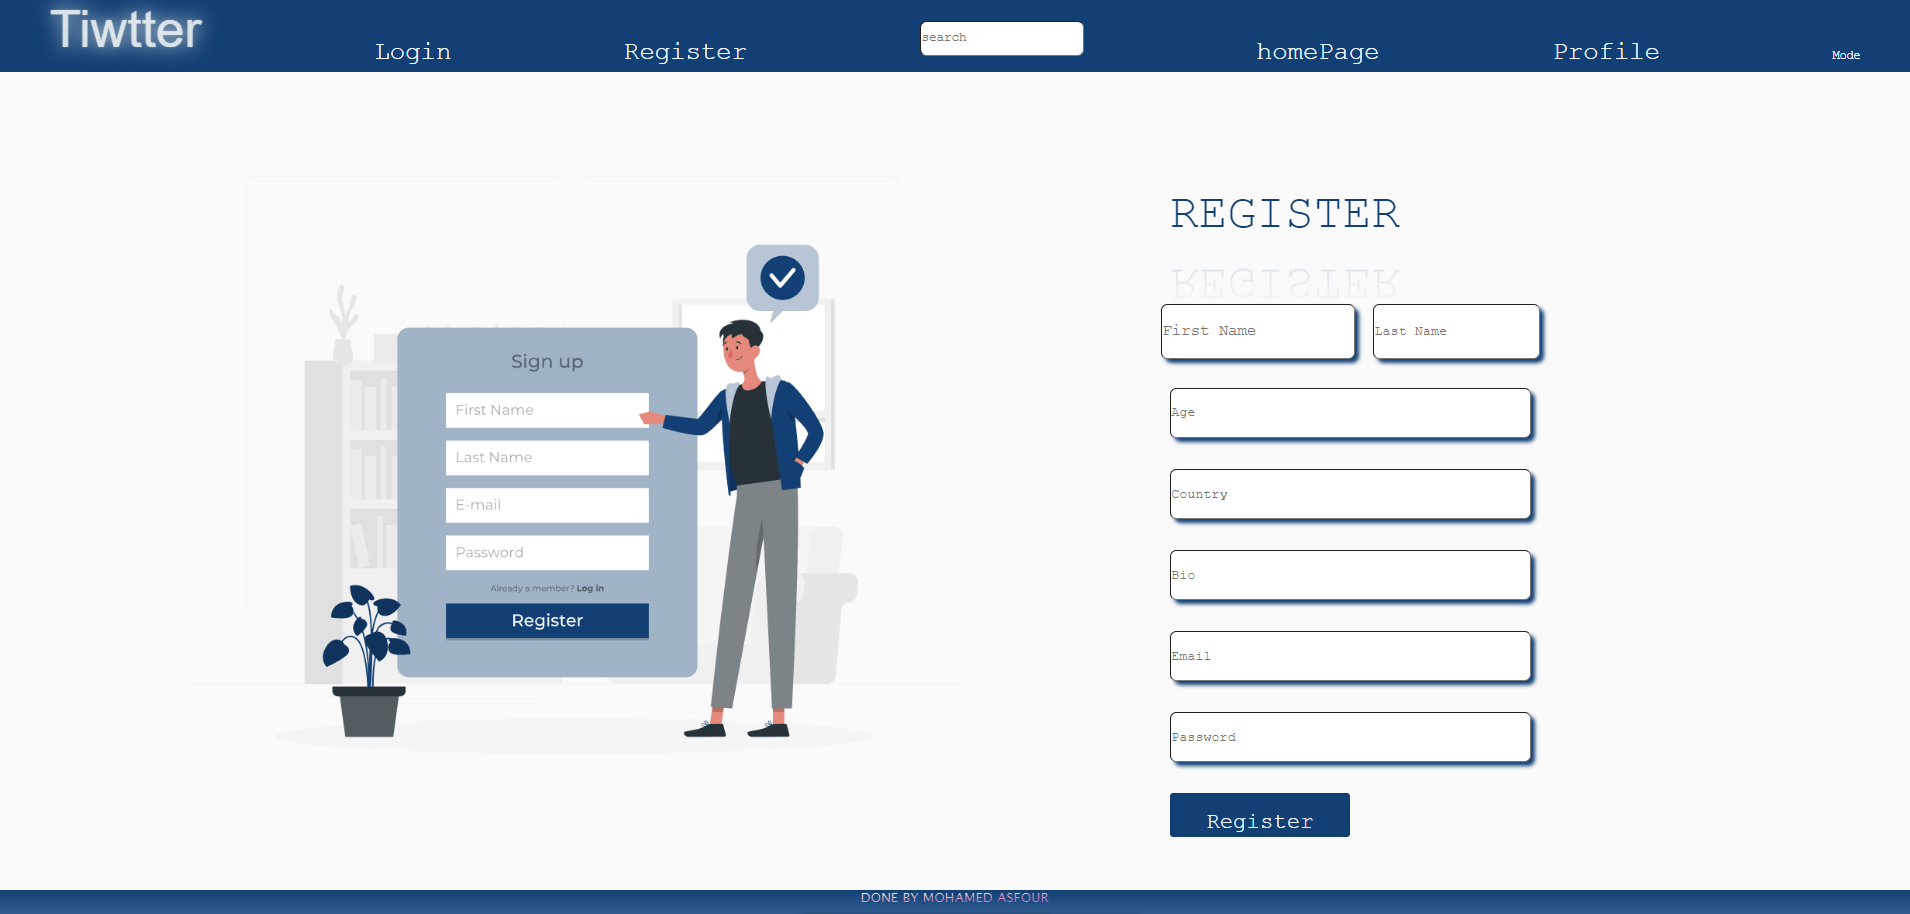 Tiwtter
Login
Register
search
homePage
Profile
Mode
Sign up
First Name
Last Name
E-mail
Password
Already a member? Log in
Register
REGISTER
REGISTER
First Name
Last Name
Age
Country
Bio
Email
Password
Register
DONE BY MOHAMED ASFOUR